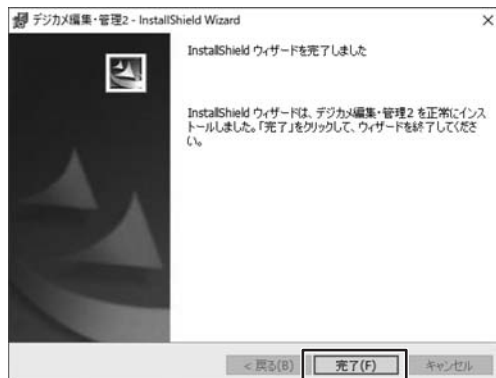 デジカメ編集・管理2 - InstallShield Wizard
InstallShield ウィザードを完了しました
InstallShield ウィザードは、デジカメ編集・管理2 を正常にインス
トールしました。「完了」をクリックして、ウィザードを終了してくださ
い。
< 戻る(B)
完了(F)
キャンセル